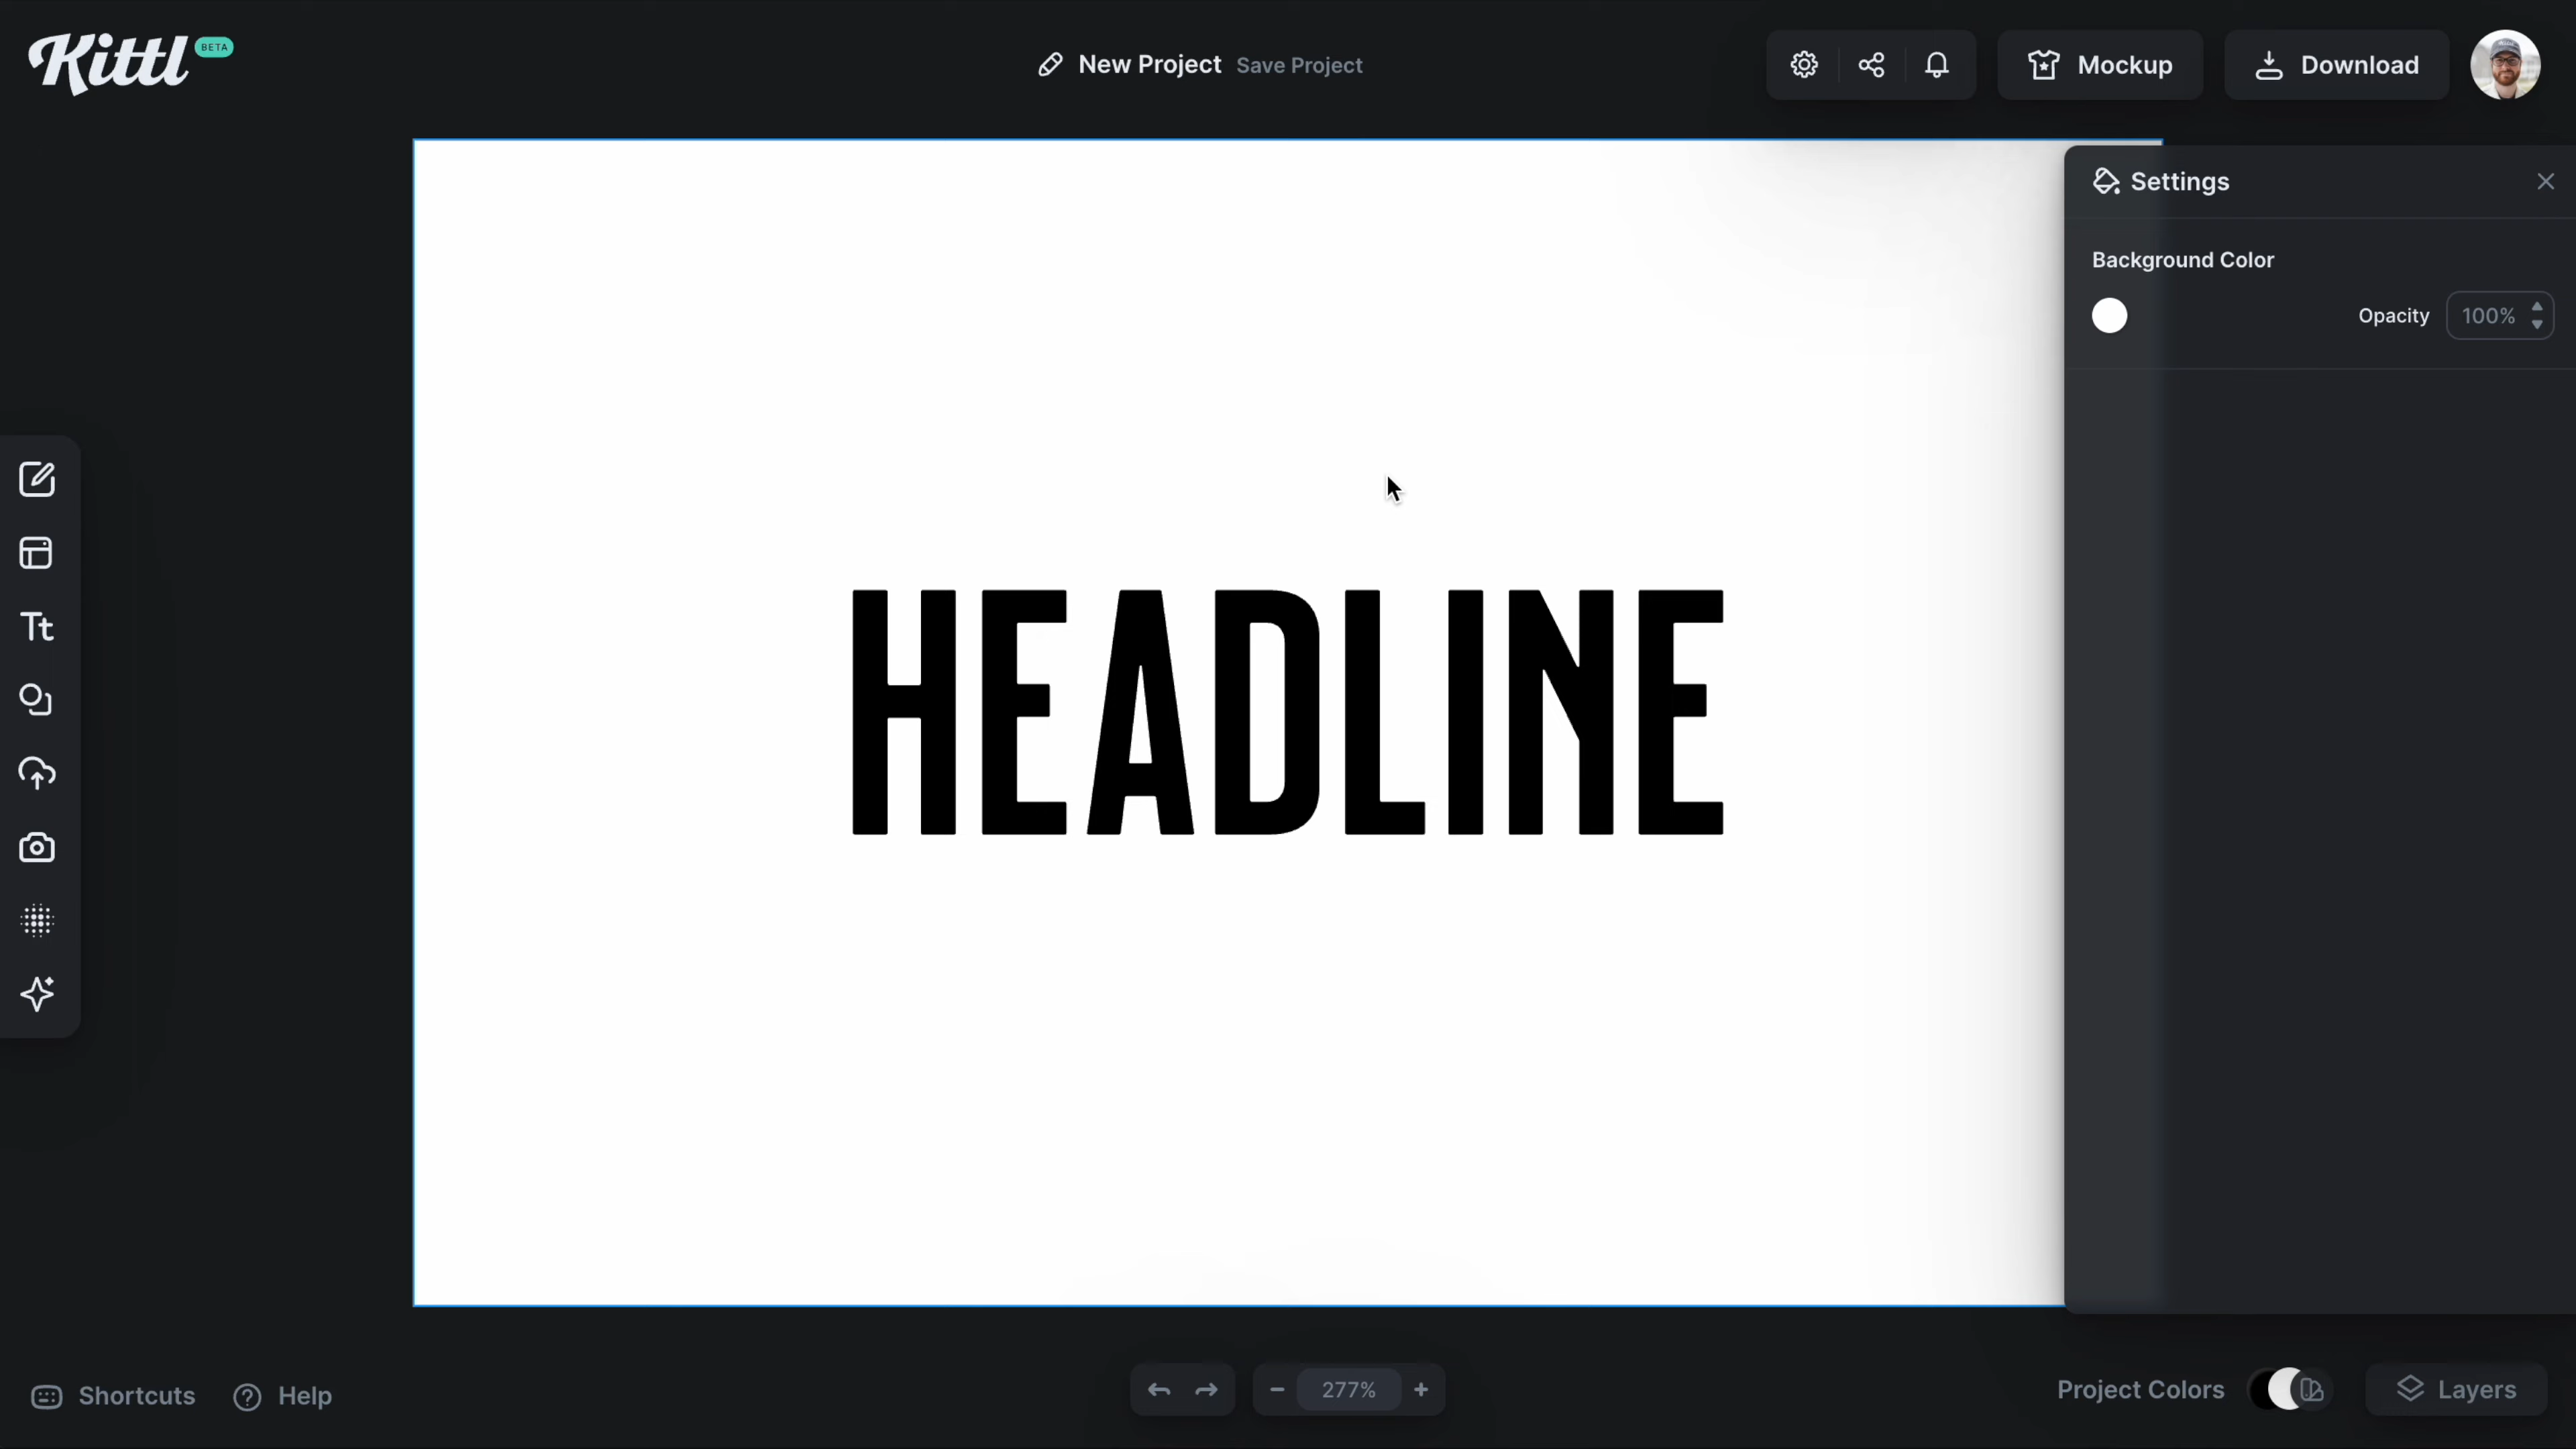 Kittl BETA
New Project Save Project
Mockup
Download
Settings
Background Color
Opacity 100%
Tt
HEADLINE
Shortcuts
Help
277%
Project Colors
Layers